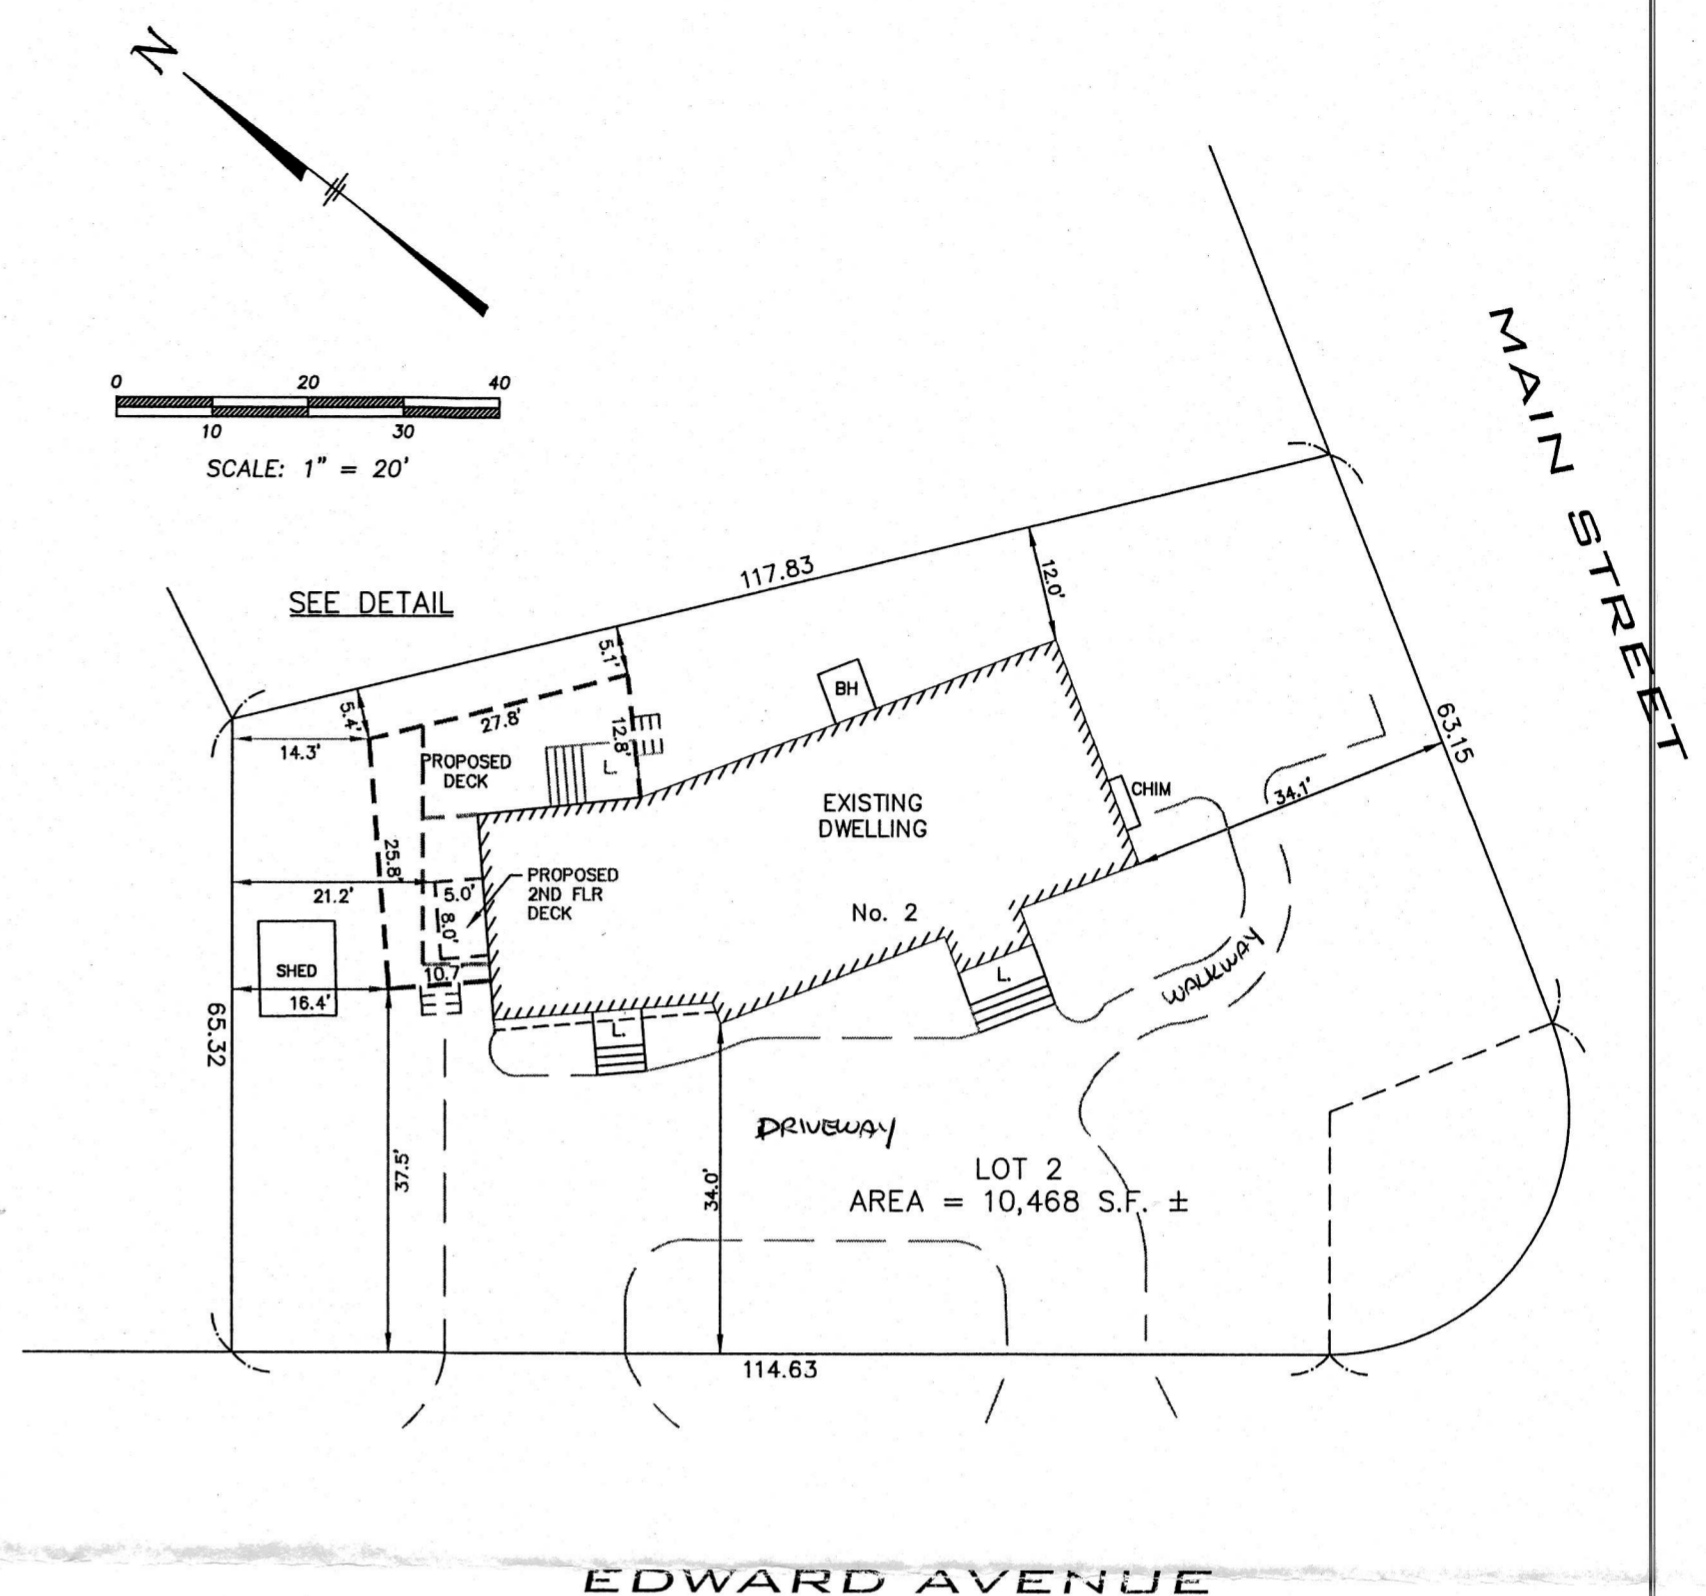 N
0 20 40
10 30
SCALE: 1" = 20'
MAIN STREET
SEE DETAIL
117.83
12.0'
5.1'
5.4'
14.3'
27.8'
12.8'
L.
BH
63.15
PROPOSED
DECK
CHIM
34.1'
EXISTING
DWELLING
25.8'
21.2'
5.0'
8.0'
PROPOSED
2ND FLR
DECK
No. 2
SHED
10.7
L.
WALKWAY
16.4'
65.32
L.
DRIVEWAY
37.5'
34.0'
LOT 2
AREA = 10,468 S.F. ±
114.63
EDWARD AVENUE